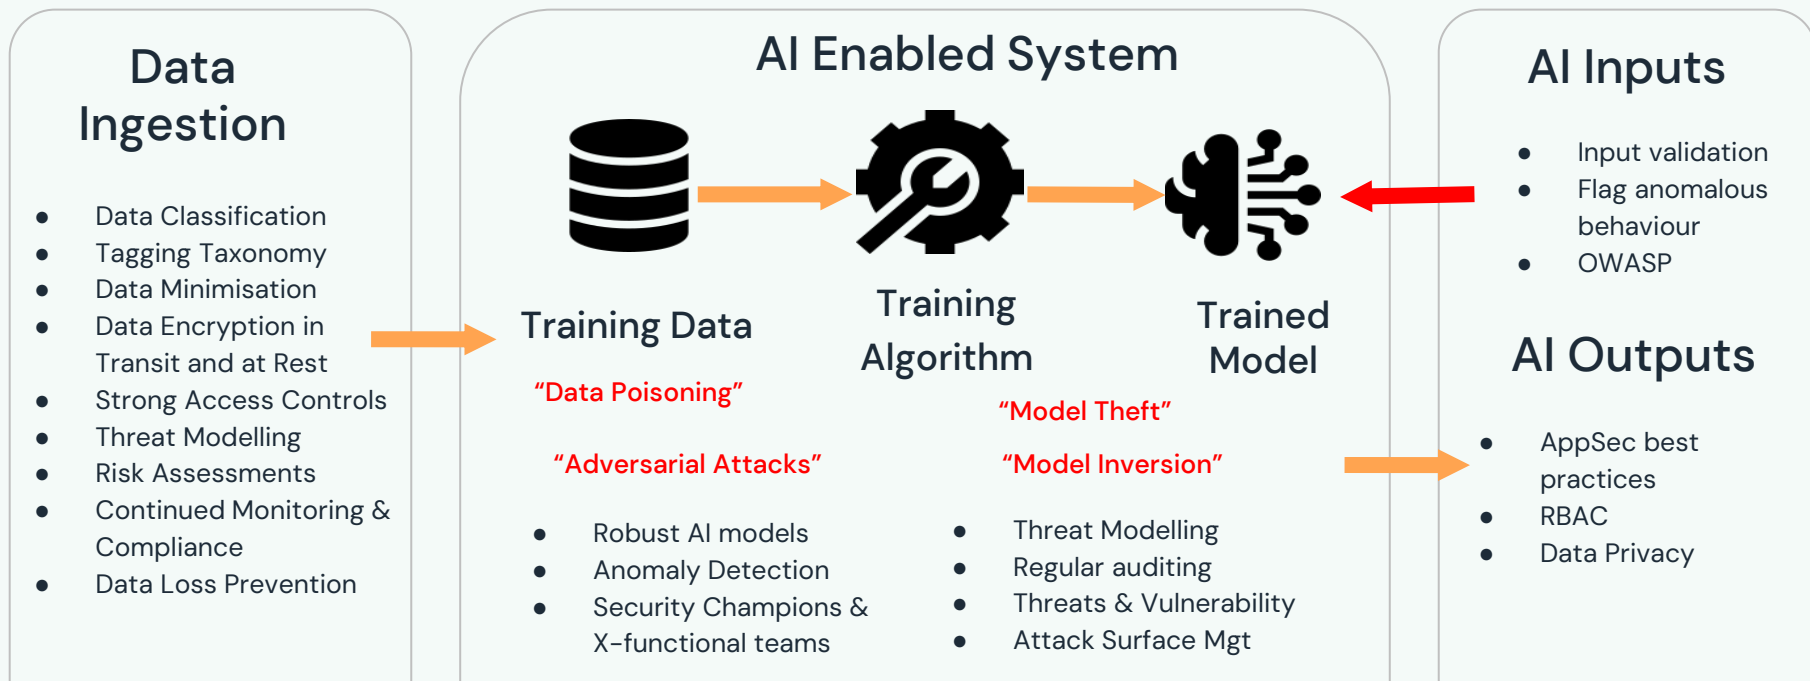 Data
Ingestion
● Data Classification
● Tagging Taxonomy
● Data Minimisation
● Data Encryption in
Transit and at Rest
● Strong Access Controls
● Threat Modelling
● Risk Assessments
● Continued Monitoring &
Compliance
● Data Loss Prevention
AI Enabled System
Training Data
Training
Algorithm
Trained
Model
“Data Poisoning”
“Adversarial Attacks”
“Model Theft”
“Model Inversion”
● Robust AI models
● Anomaly Detection
● Security Champions &
X-functional teams
● Threat Modelling
● Regular auditing
● Threats & Vulnerability
● Attack Surface Mgt
AI Inputs
● Input validation
● Flag anomalous
behaviour
● OWASP
AI Outputs
● AppSec best
practices
● RBAC
● Data Privacy